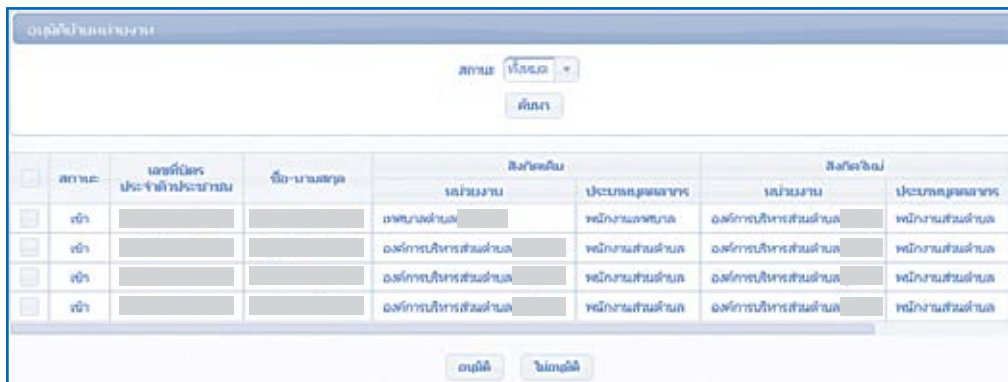 อนุมัติย้ายหน่วยงาน
สถานะ ทั้งหมด
ค้นหา
สถานะ เลขที่บัตรประจำตัวประชาชน ชื่อ-นามสกุล สังกัดเดิม สังกัดใหม่
หน่วยงาน ประเภทบุคลากร หน่วยงาน ประเภทบุคลากร
เข้า เทศบาลตำบล พนักงานเทศบาล องค์การบริหารส่วนตำบล พนักงานส่วนตำบล
เข้า องค์การบริหารส่วนตำบล พนักงานส่วนตำบล องค์การบริหารส่วนตำบล พนักงานส่วนตำบล
เข้า องค์การบริหารส่วนตำบล พนักงานส่วนตำบล องค์การบริหารส่วนตำบล พนักงานส่วนตำบล
เข้า องค์การบริหารส่วนตำบล พนักงานส่วนตำบล องค์การบริหารส่วนตำบล พนักงานส่วนตำบล
อนุมัติ ไม่อนุมัติ